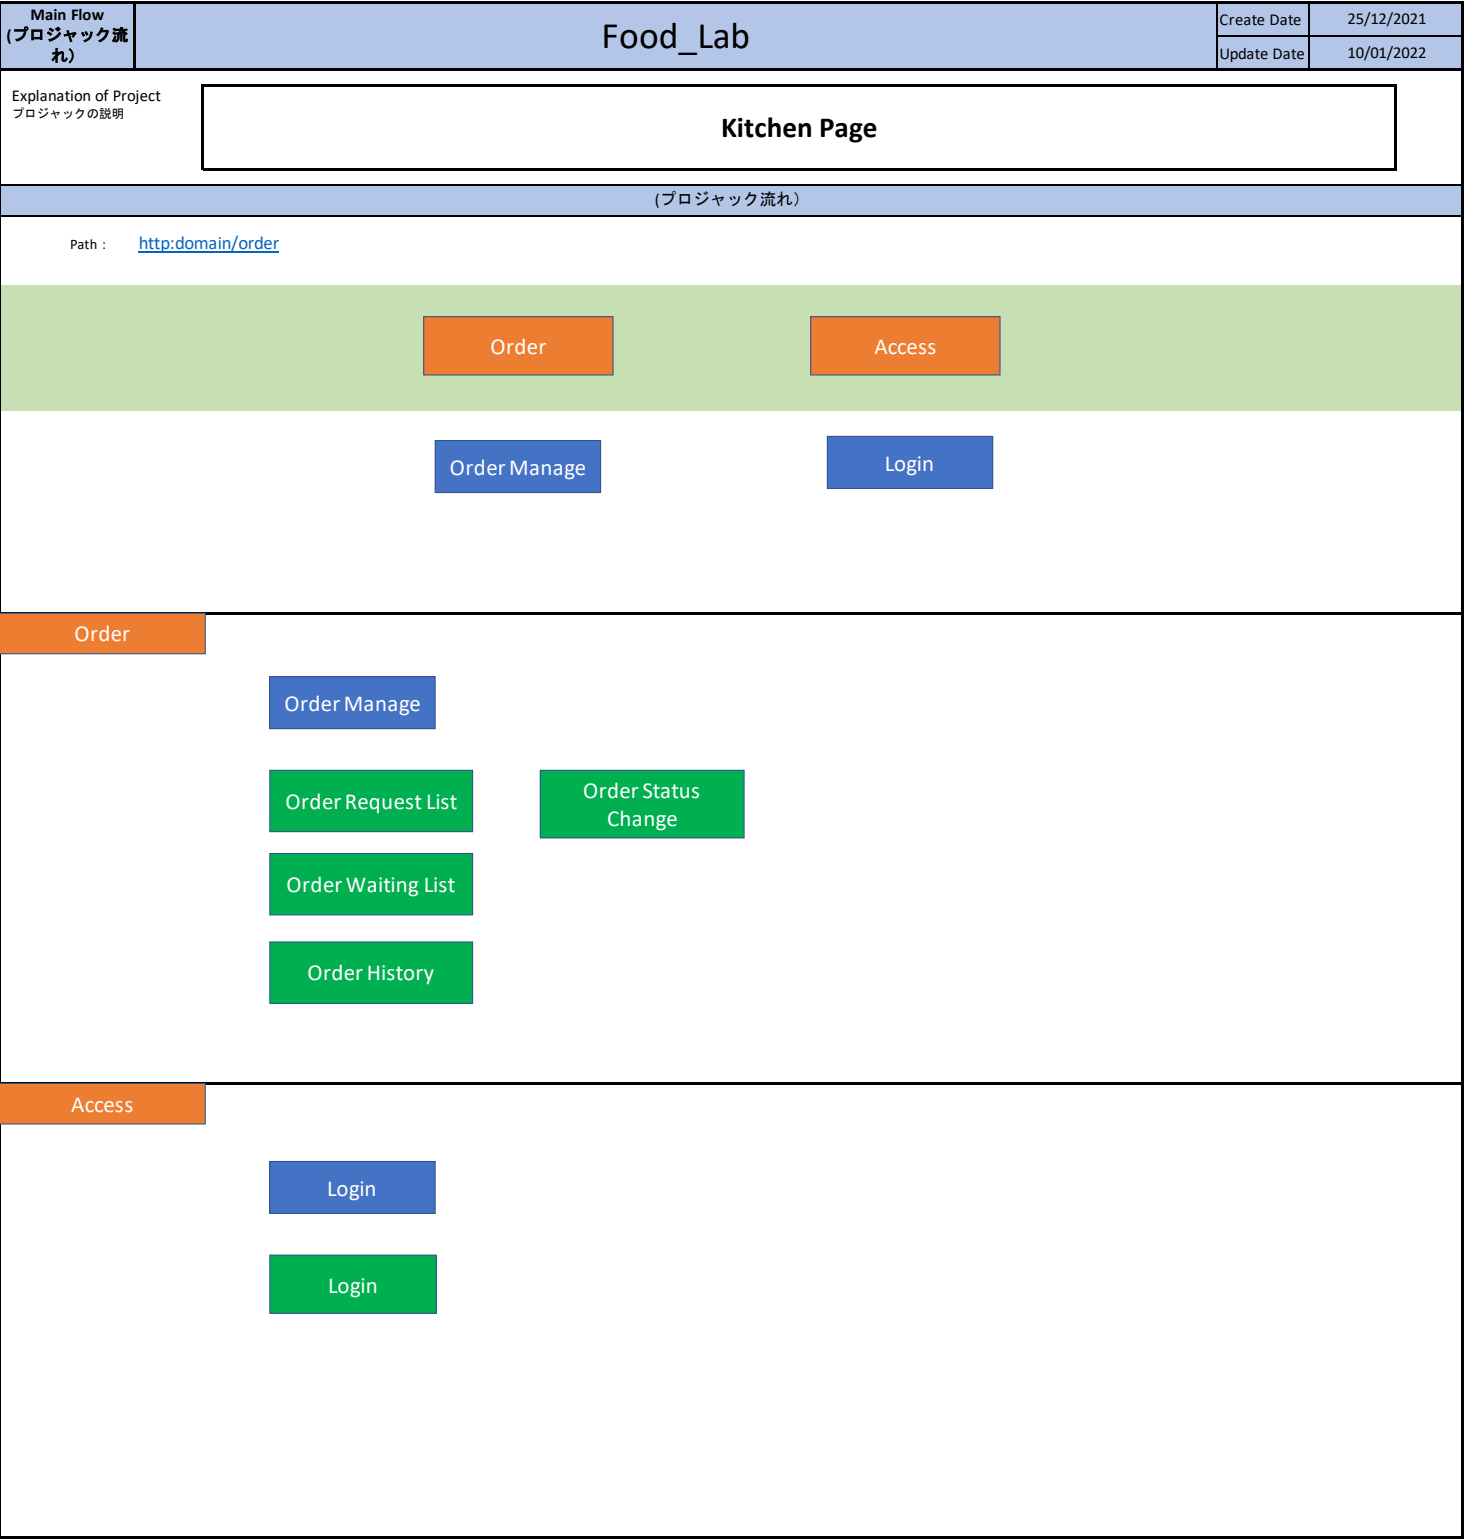 Main Flow
(プロジャック流
れ）
Food_Lab
Create Date
25/12/2021
Update Date
10/01/2022
Explanation of Project
プロジャックの説明
Kitchen Page
(プロジャック流れ）
Path :
http:domain/order
Order
Access
Order Manage
Login
Order
Order Manage
Order Request List
Order Status
Change
Order Waiting List
Order History
Access
Login
Login